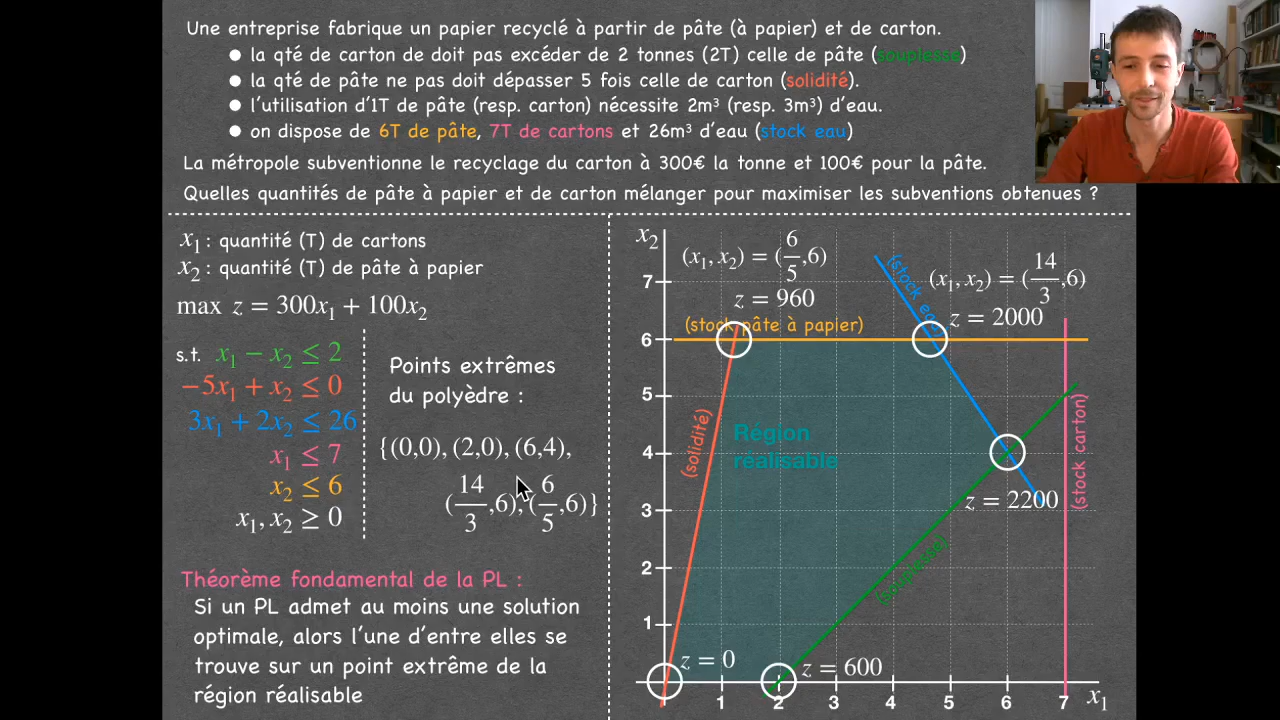 Une entreprise fabrique un papier recyclé à partir de pâte (à papier) et de carton.
● la qté de carton de doit pas excéder de 2 tonnes (2T) celle de pâte (souplesse)
● la qté de pâte ne pas doit dépasser 5 fois celle de carton (solidité).
● l'utilisation d'1T de pâte (resp. carton) nécessite 2m³ (resp. 3m³) d'eau.
● on dispose de 6T de pâte, 7T de cartons et 26m³ d'eau (stock eau)
La métropole subventionne le recyclage du carton à 300€ la tonne et 100€ pour la pâte.
Quelles quantités de pâte à papier et de carton mélanger pour maximiser les subventions obtenues ?
x₁ : quantité (T) de cartons
x₂ : quantité (T) de pâte à papier
max z = 300x₁ + 100x₂
s.t. x₁ − x₂ ≤ 2
−5x₁ + x₂ ≤ 0
3x₁ + 2x₂ ≤ 26
x₁ ≤ 7
x₂ ≤ 6
x₁, x₂ ≥ 0
Points extrêmes
du polyèdre :
{(0,0), (2,0), (6,4),
(14/3,6), (6/5,6)}
Théorème fondamental de la PL :
Si un PL admet au moins une solution
optimale, alors l'une d'entre elles se
trouve sur un point extrême de la
région réalisable
x₂
(x₁, x₂) = (6/5,6)
z = 960
(stock eau)
(x₁, x₂) = (14/3,6)
z = 2000
(stock pâte à papier)
7
6
5
4
3
2
1
(solidité)
Région
réalisable
(stock carton)
z = 2200
(souplesse)
z = 0
z = 600
1 2 3 4 5 6 7 x₁